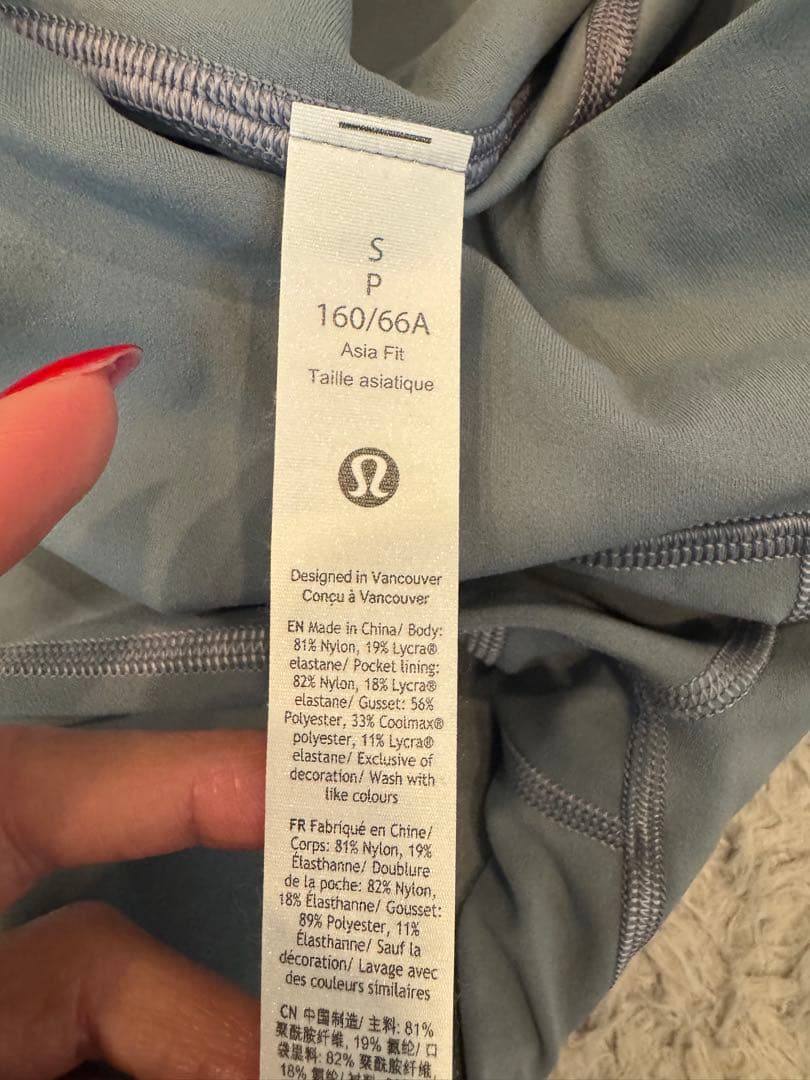 S
P
160/66A
Asia Fit
Taille asiatique
Designed in Vancouver
Conçu à Vancouver
EN Made in China/ Body:
81% Nylon, 19% Lycra®
elastane/ Pocket lining:
82% Nylon, 18% Lycra®
elastane/ Gusset: 56%
Polyester, 33% Coolmax®
polyester, 11% Lycra®
elastane/ Exclusive of
decoration/ Wash with
like colours
FR Fabriqué en Chine/
Corps: 81% Nylon, 19%
Élasthanne/ Doublure
de la poche: 82% Nylon,
18% Élasthanne/ Gousset:
89% Polyester, 11%
Élasthanne/ Sauf la
décoration/ Lavage avec
des couleurs similaires
CN 中国制造/ 主料: 81%
聚酰胺纤维, 19% 氨纶/ 口
袋里料: 82% 聚酰胺纤维,
18% 氨纶/